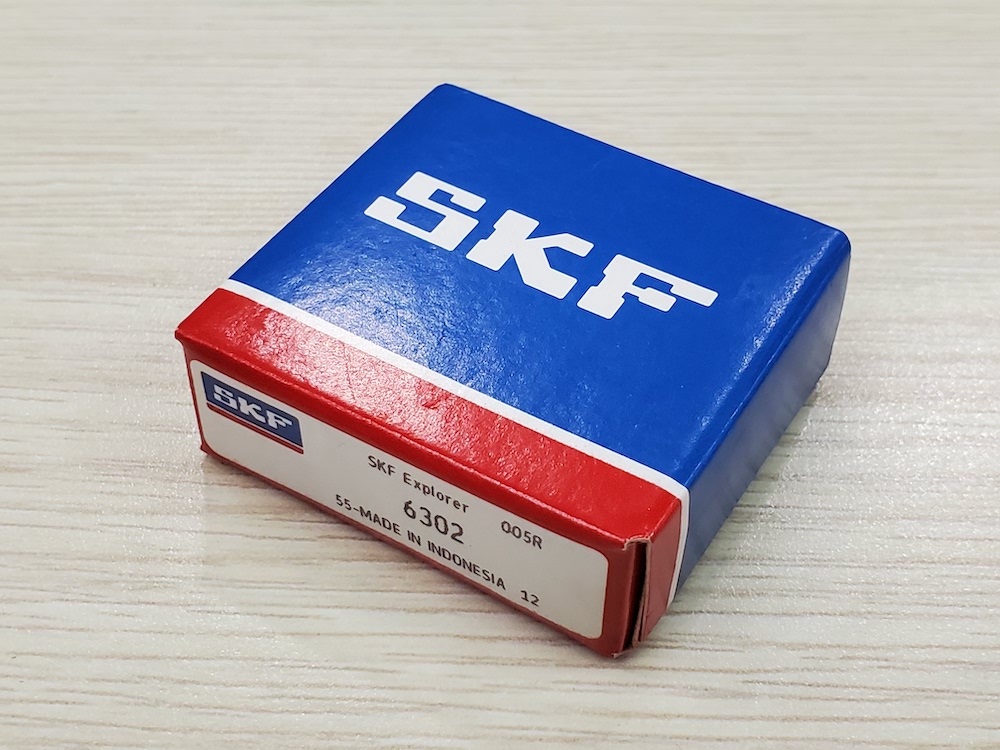 SKF
SKF
SKF Explorer
6302 005R
55-MADE IN INDONESIA 12